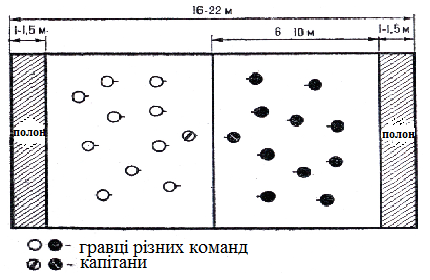 16-22 м
1-1,5 м
6-10 м
1-1,5 м
полон
полон
гравці різних команд
капітани